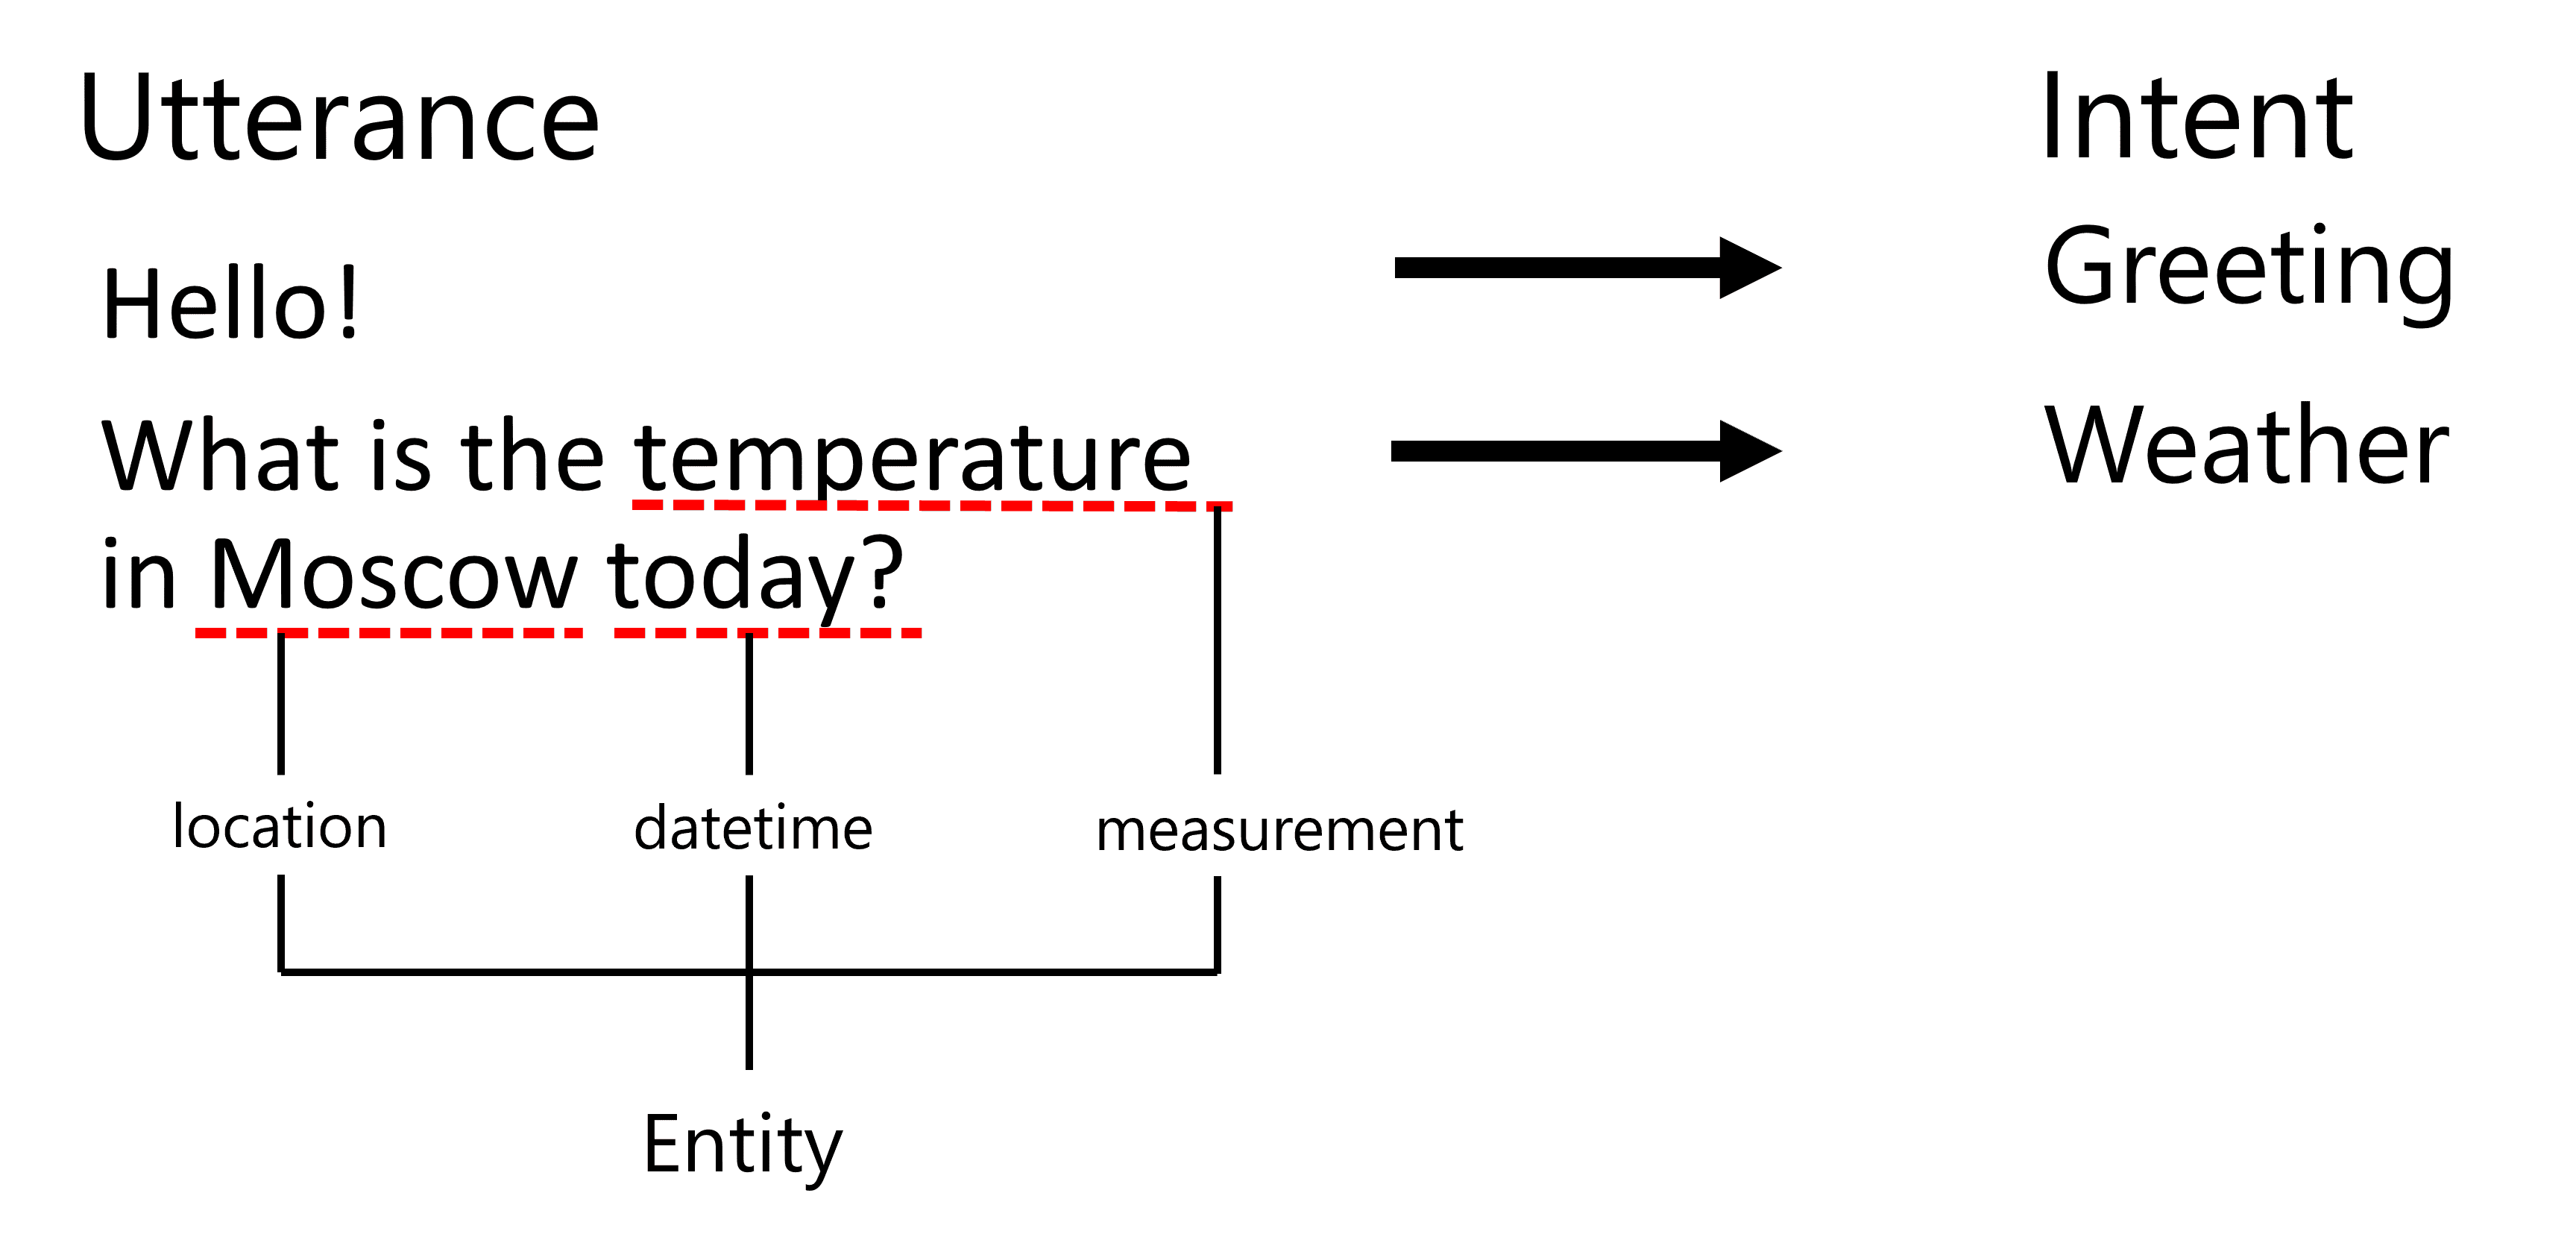 Utterance
Intent
Hello!
Greeting
What is the temperature
in Moscow today?
Weather
location
datetime
measurement
Entity